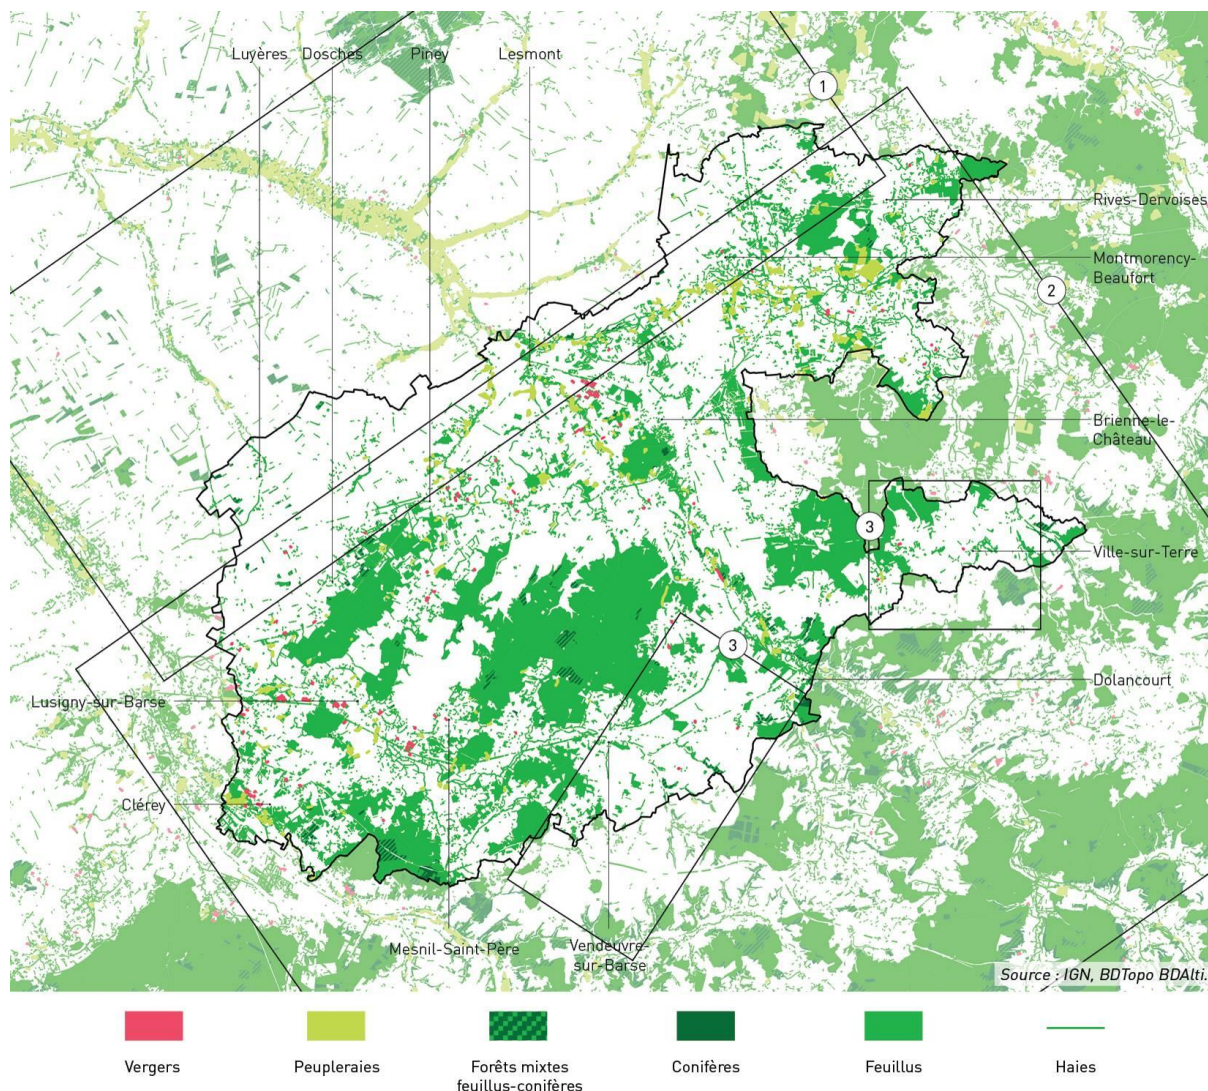 Luyères Dosches Piney Lesmont
1
Rives-Dervoises
Montmorency-
Beaufort
2
Brienne-le-
Château
3
Ville-sur-Terre
3
Dolancourt
Lusigny-sur-Barse
Clérey
Mesnil-Saint-Père
Vendeuvre-
sur-Barse
Source : IGN, BDTopo BDAlti.
Vergers
Peupleraies
Forêts mixtes
feuillus-conifères
Conifères
Feuillus
Haies